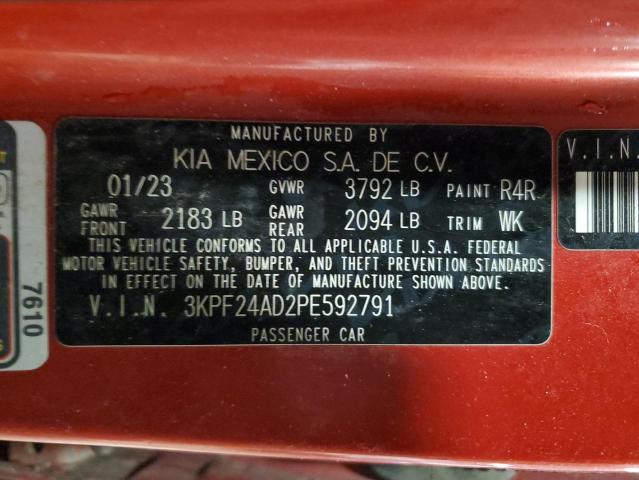 MANUFACTURED BY
KIA MEXICO S.A. DE C.V.
01/23 GVWR 3792 LB PAINT R4R
GAWR FRONT 2183 LB GAWR REAR 2094 LB TRIM WK
THIS VEHICLE CONFORMS TO ALL APPLICABLE U.S.A. FEDERAL
MOTOR VEHICLE SAFETY, BUMPER, AND THEFT PREVENTION STANDARDS
IN EFFECT ON THE DATE OF MANUFACTURE SHOWN ABOVE.
V.I.N. 3KPF24AD2PE592791
PASSENGER CAR
V.I.N.
7610